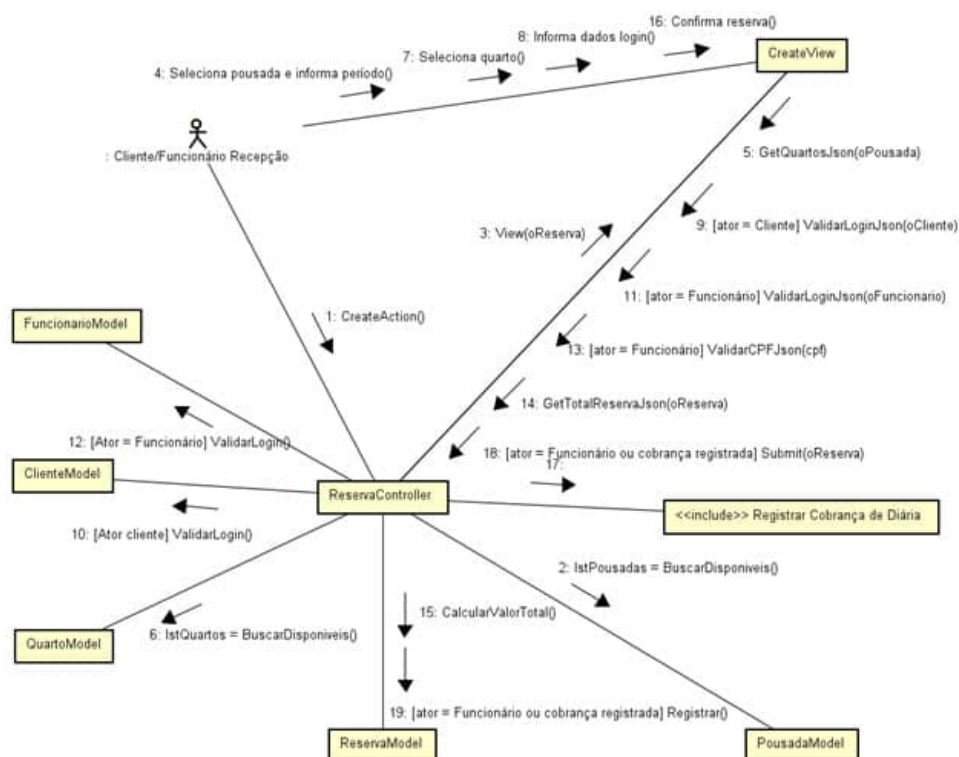 16: Confirma reserva()
8: Informa dados login()
7: Seleciona quarto()
4: Seleciona pousada e informa período()
CreateView
: Cliente/Funcionário Recepção
5: GetQuartosJson(oPousada)
3: View(oReserva)
9: [ator = Cliente] ValidarLoginJson(oCliente)
11: [ator = Funcionário] ValidarLoginJson(oFuncionario)
1: CreateAction()
FuncionarioModel
13: [ator = Funcionário] ValidarCPFJson(cpf)
14: GetTotalReservaJson(oReserva)
12: [Ator = Funcionário] ValidarLogin()
18: [ator = Funcionário ou cobrança registrada] Submit(oReserva)
17:
ClienteModel
ReservaController
<<include>> Registrar Cobrança de Diária
10: [Ator cliente] ValidarLogin()
2: lstPousadas = BuscarDisponiveis()
15: CalcularValorTotal()
6: lstQuartos = BuscarDisponiveis()
QuartoModel
19: [ator = Funcionário ou cobrança registrada] Registrar()
ReservaModel
PousadaModel